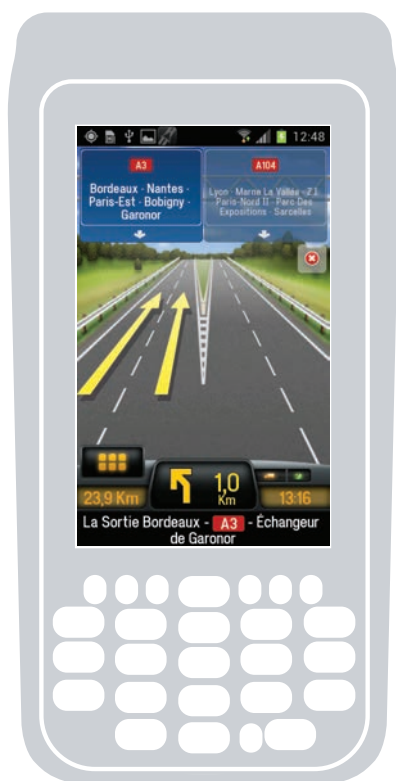 12:48
A3
Bordeaux - Nantes -
Paris-Est - Bobigny -
Garonor
A104
Lyon - Marne La Vallée - Z.I.
Paris-Nord II - Parc Des
Expositions - Sarcelles
23,9 Km
1,0
Km
13:16
La Sortie Bordeaux - A3 - Échangeur
de Garonor